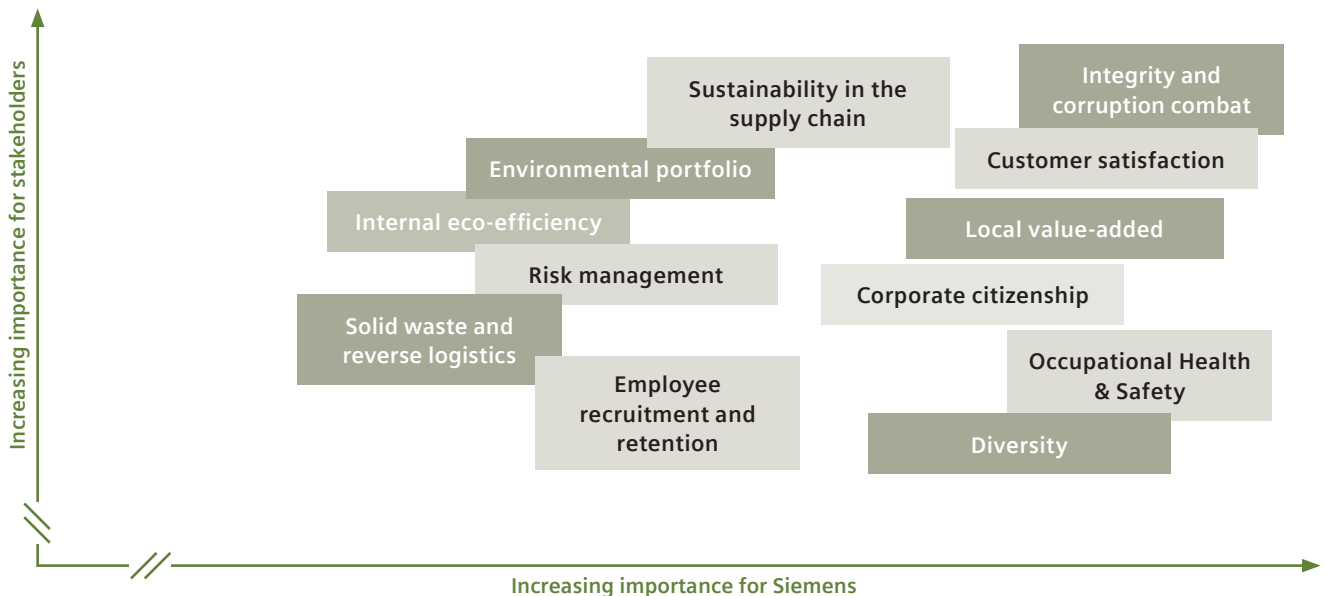 Increasing importance for stakeholders
Sustainability in the
supply chain
Integrity and
corruption combat
Environmental portfolio
Customer satisfaction
Internal eco-efficiency
Local value-added
Risk management
Corporate citizenship
Solid waste and
reverse logistics
Employee
recruitment and
retention
Occupational Health
& Safety
Diversity
Increasing importance for Siemens